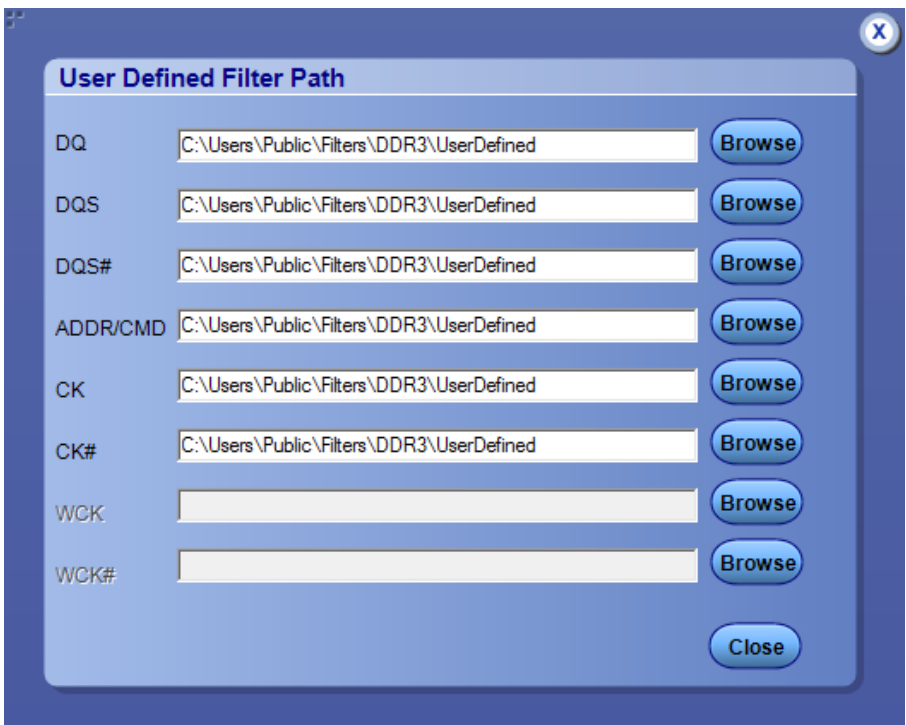 X
User Defined Filter Path
DQ C:\Users\Public\Filters\DDR3\UserDefined Browse
DQS C:\Users\Public\Filters\DDR3\UserDefined Browse
DQS# C:\Users\Public\Filters\DDR3\UserDefined Browse
ADDR/CMD C:\Users\Public\Filters\DDR3\UserDefined Browse
CK C:\Users\Public\Filters\DDR3\UserDefined Browse
CK# C:\Users\Public\Filters\DDR3\UserDefined Browse
WCK Browse
WCK# Browse
Close